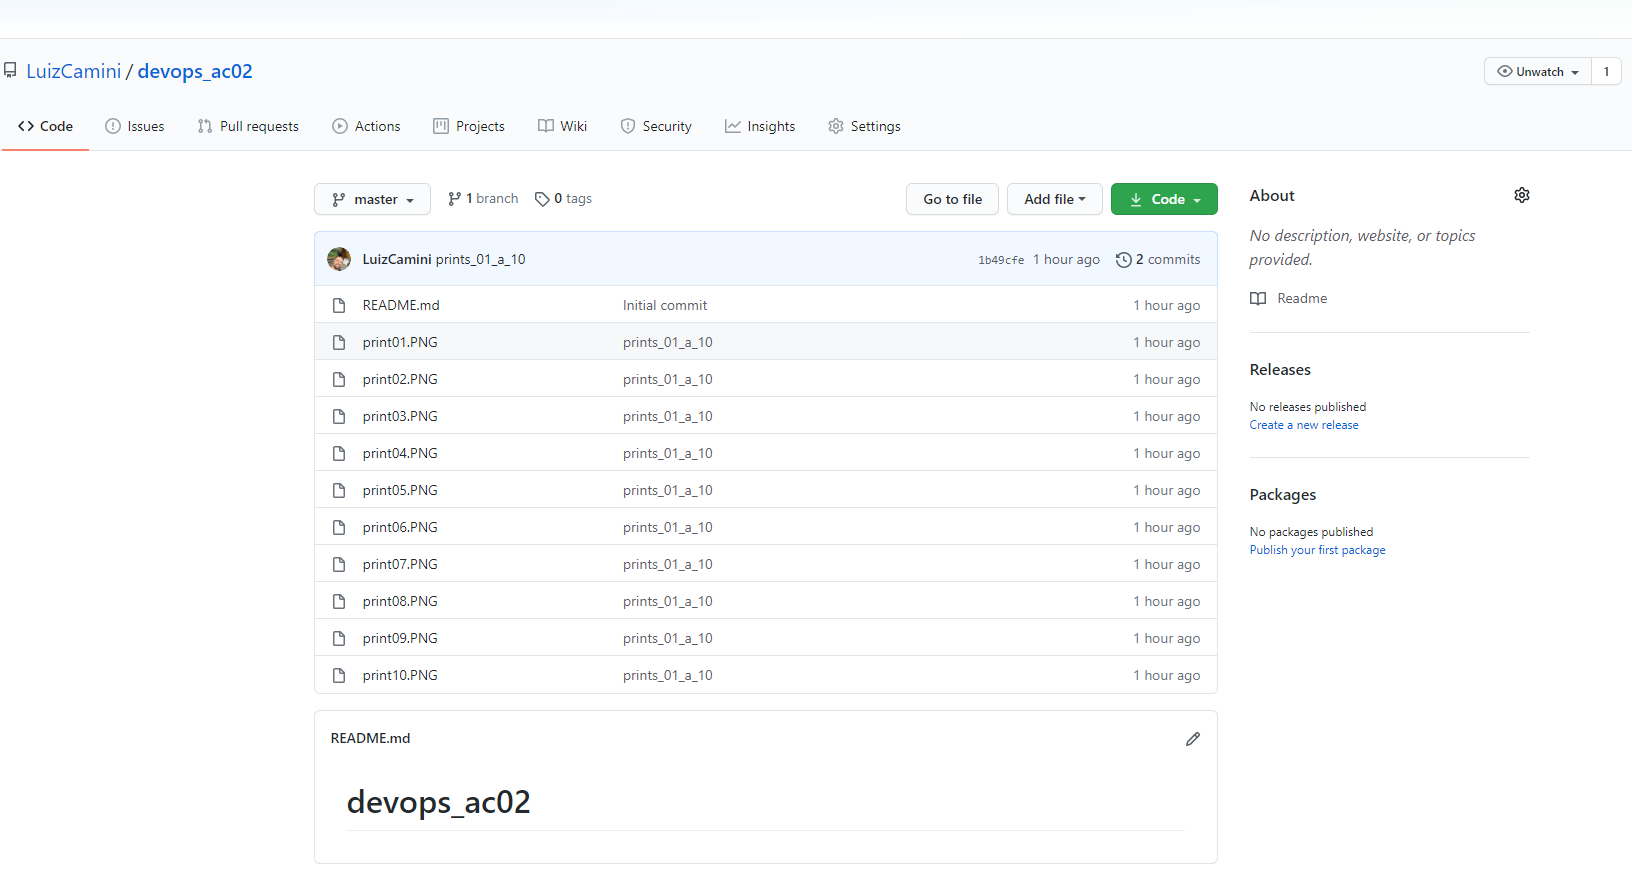 LuizCamini / devops_ac02
Unwatch 1
Code Issues Pull requests Actions Projects Wiki Security Insights Settings
master 1 branch 0 tags Go to file Add file Code
LuizCamini prints_01_a_10 1b49cfe 1 hour ago 2 commits
README.md Initial commit 1 hour ago
print01.PNG prints_01_a_10 1 hour ago
print02.PNG prints_01_a_10 1 hour ago
print03.PNG prints_01_a_10 1 hour ago
print04.PNG prints_01_a_10 1 hour ago
print05.PNG prints_01_a_10 1 hour ago
print06.PNG prints_01_a_10 1 hour ago
print07.PNG prints_01_a_10 1 hour ago
print08.PNG prints_01_a_10 1 hour ago
print09.PNG prints_01_a_10 1 hour ago
print10.PNG prints_01_a_10 1 hour ago
README.md
devops_ac02
About
No description, website, or topics
provided.
Readme
Releases
No releases published
Create a new release
Packages
No packages published
Publish your first package